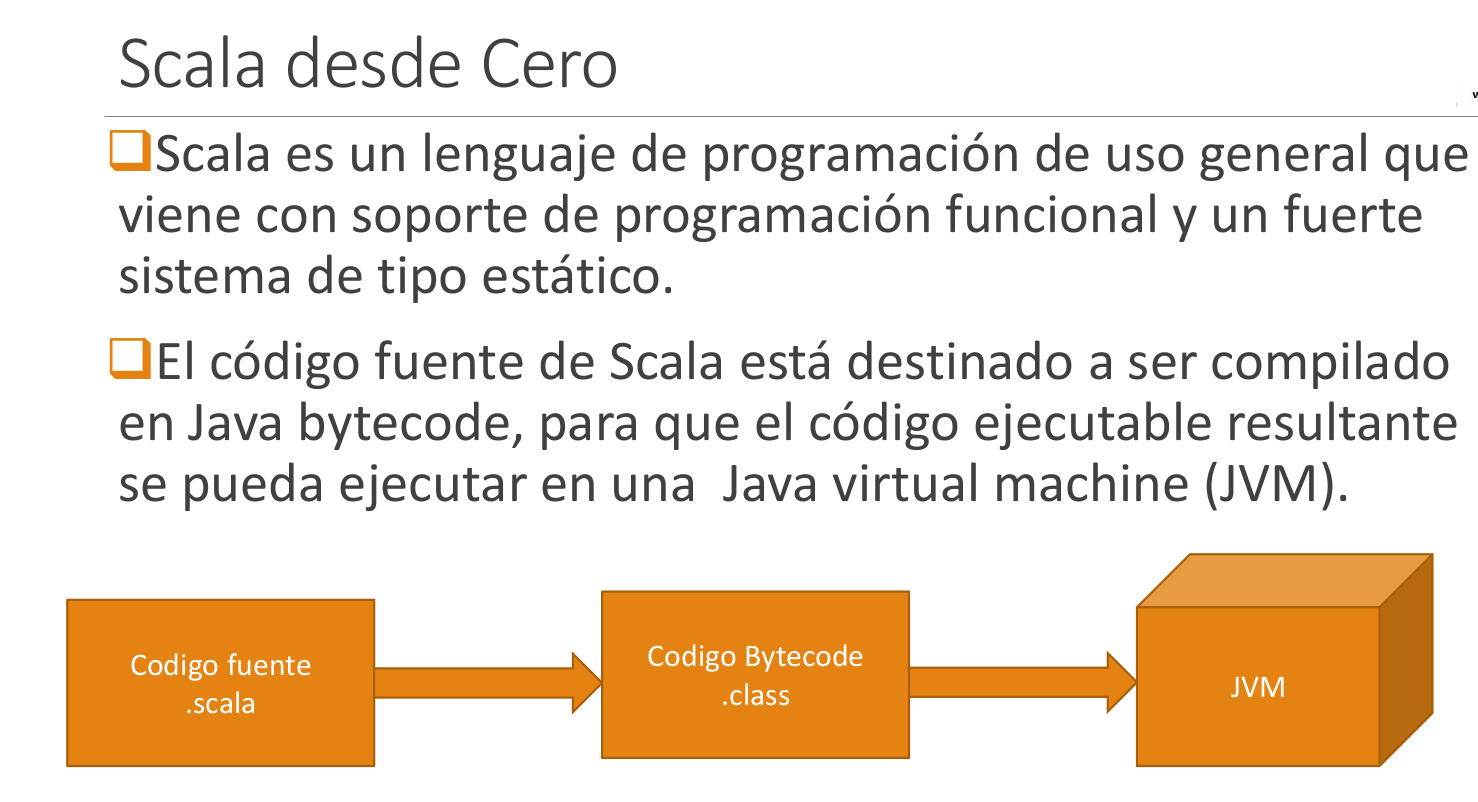 Scala desde Cero
Scala es un lenguaje de programación de uso general que
viene con soporte de programación funcional y un fuerte
sistema de tipo estático.
El código fuente de Scala está destinado a ser compilado
en Java bytecode, para que el código ejecutable resultante
se pueda ejecutar en una  Java virtual machine (JVM).
Codigo fuente
.scala
Codigo Bytecode
.class
JVM